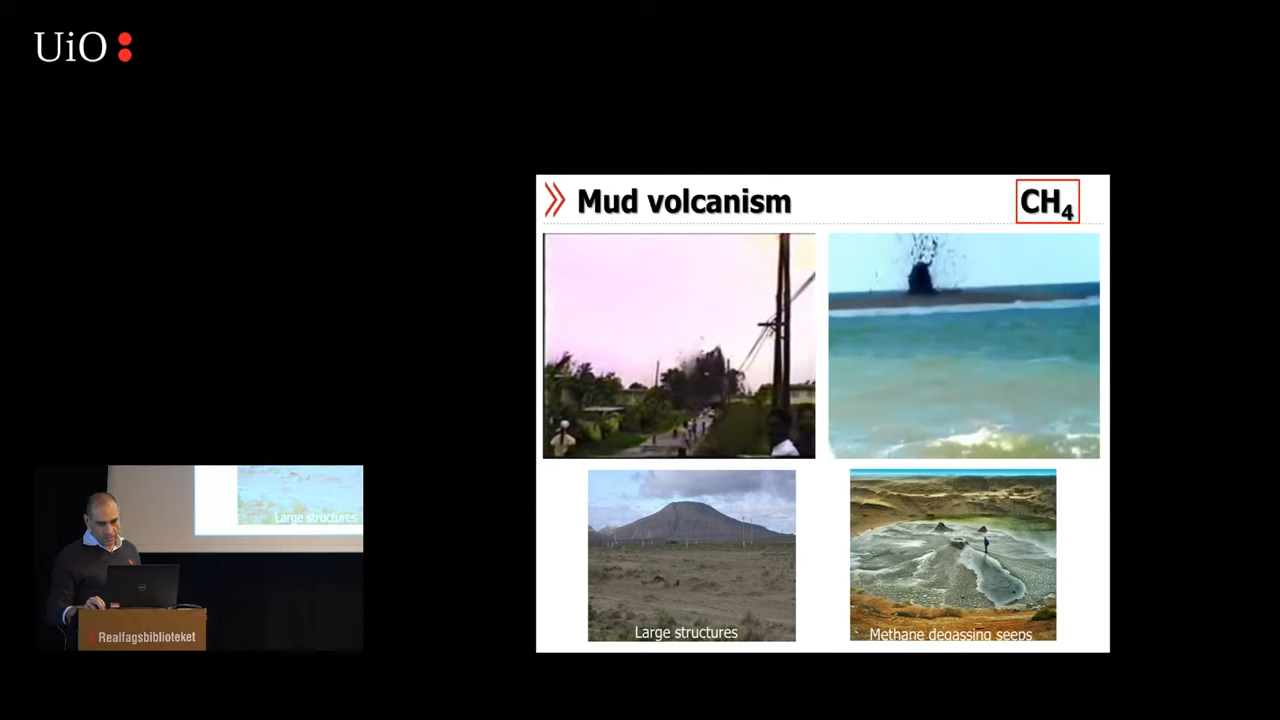 UiO
Mud volcanism
CH4
Large structures
Methane degassing seeps
Large structures
Realfagsbiblioteket